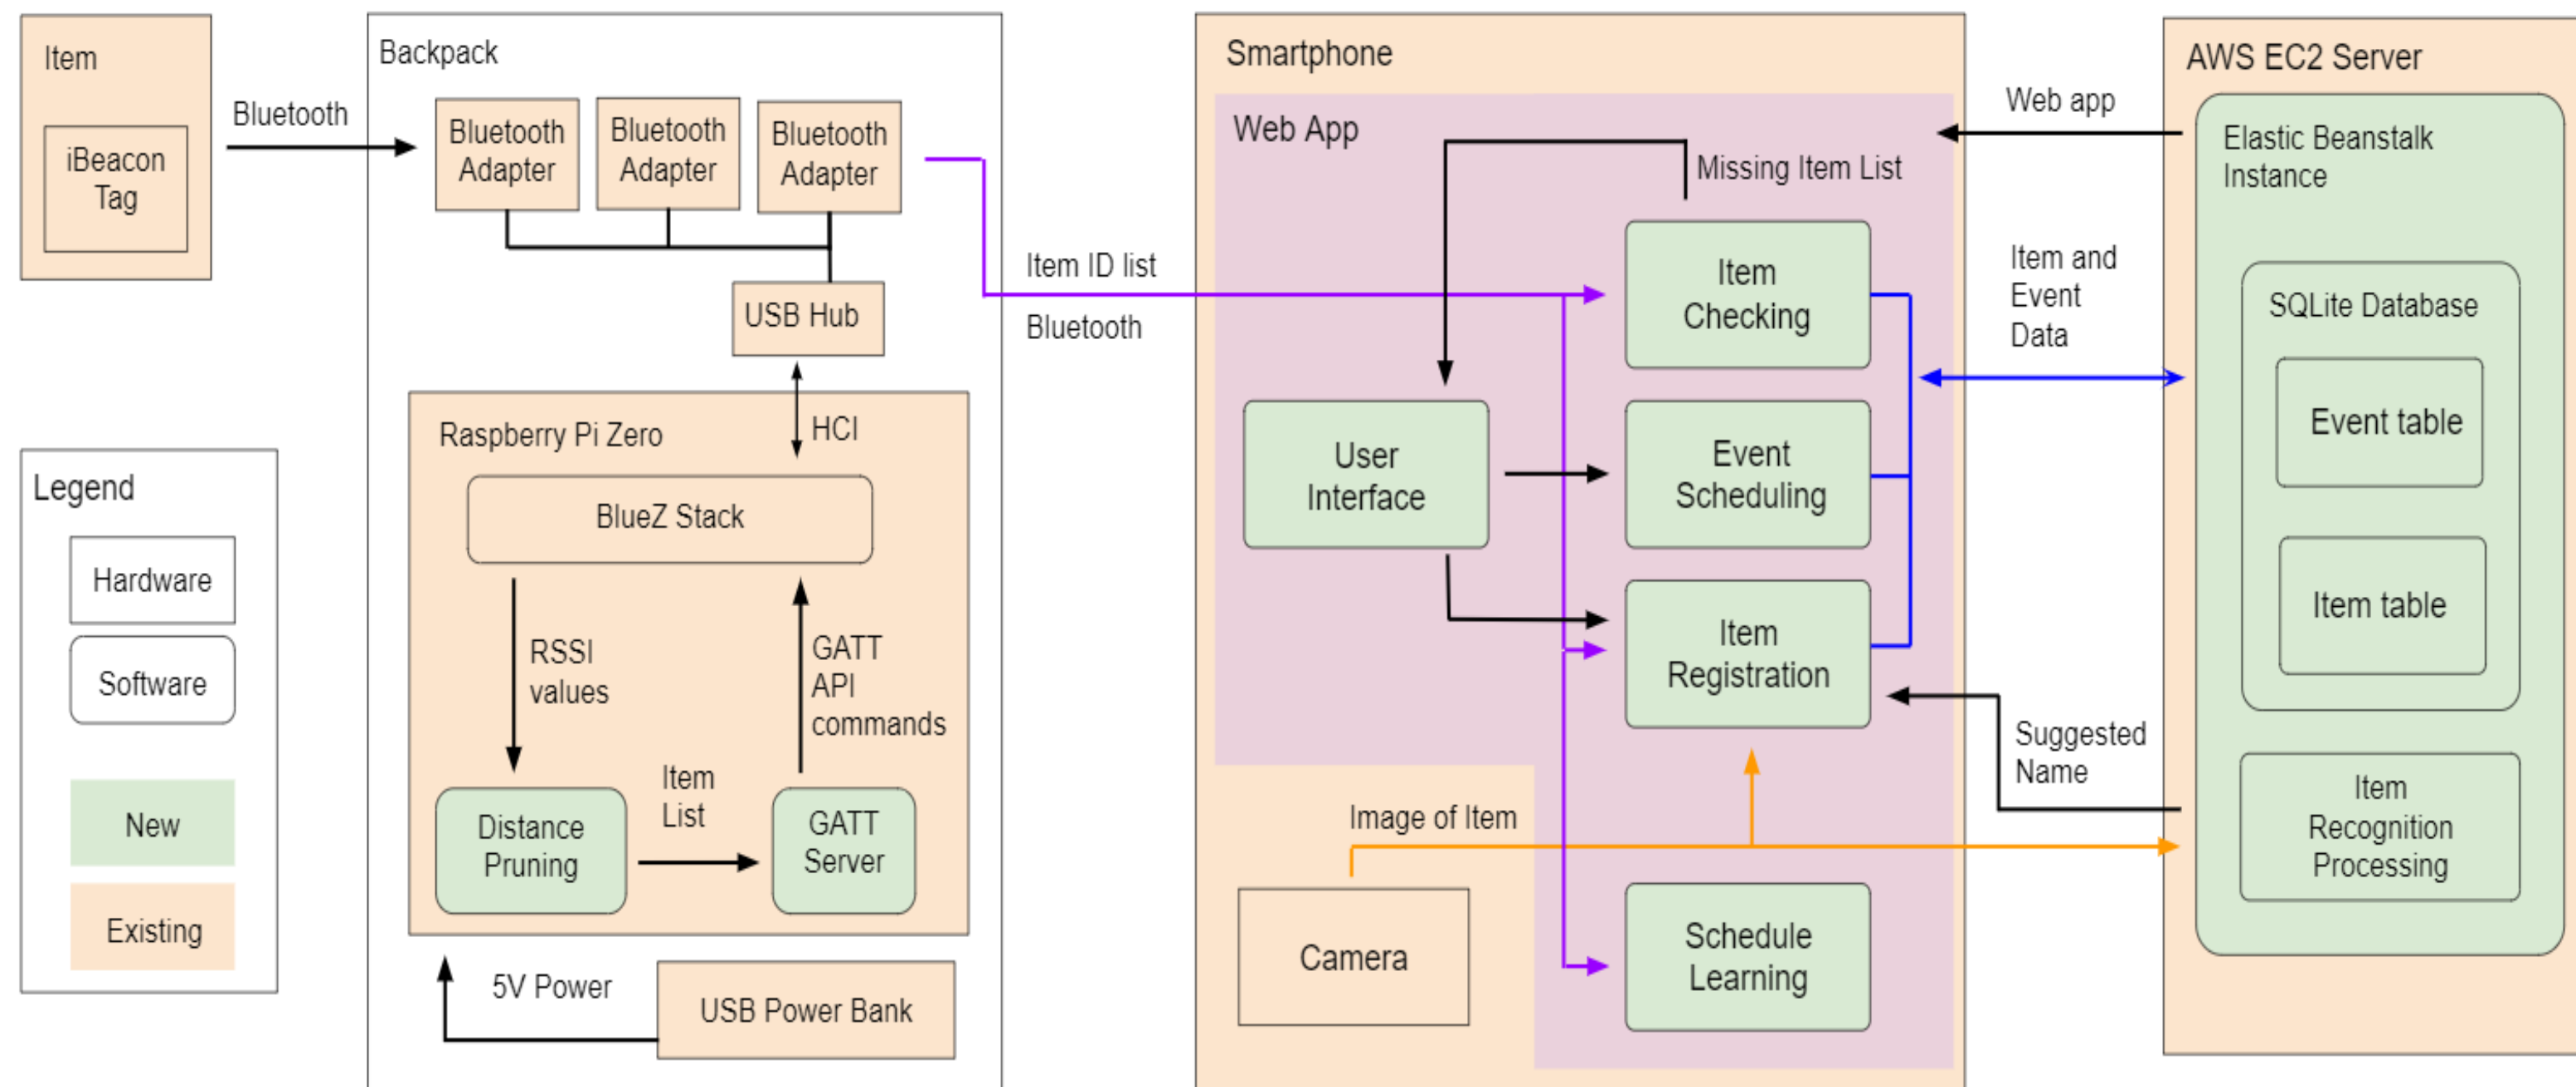 Item
iBeacon
Tag
Bluetooth
Legend
Hardware
Software
New
Existing
Backpack
Bluetooth
Adapter
Bluetooth
Adapter
Bluetooth
Adapter
USB Hub
HCI
Raspberry Pi Zero
BlueZ Stack
RSSI
values
GATT
API
commands
Item
List
Distance
Pruning
GATT
Server
5V Power
USB Power Bank
Item ID list
Bluetooth
Smartphone
Web App
Missing Item List
Item
Checking
User
Interface
Event
Scheduling
Item
Registration
Image of Item
Camera
Schedule
Learning
Web app
Item and
Event
Data
Suggested
Name
AWS EC2 Server
Elastic Beanstalk
Instance
SQLite Database
Event table
Item table
Item
Recognition
Processing